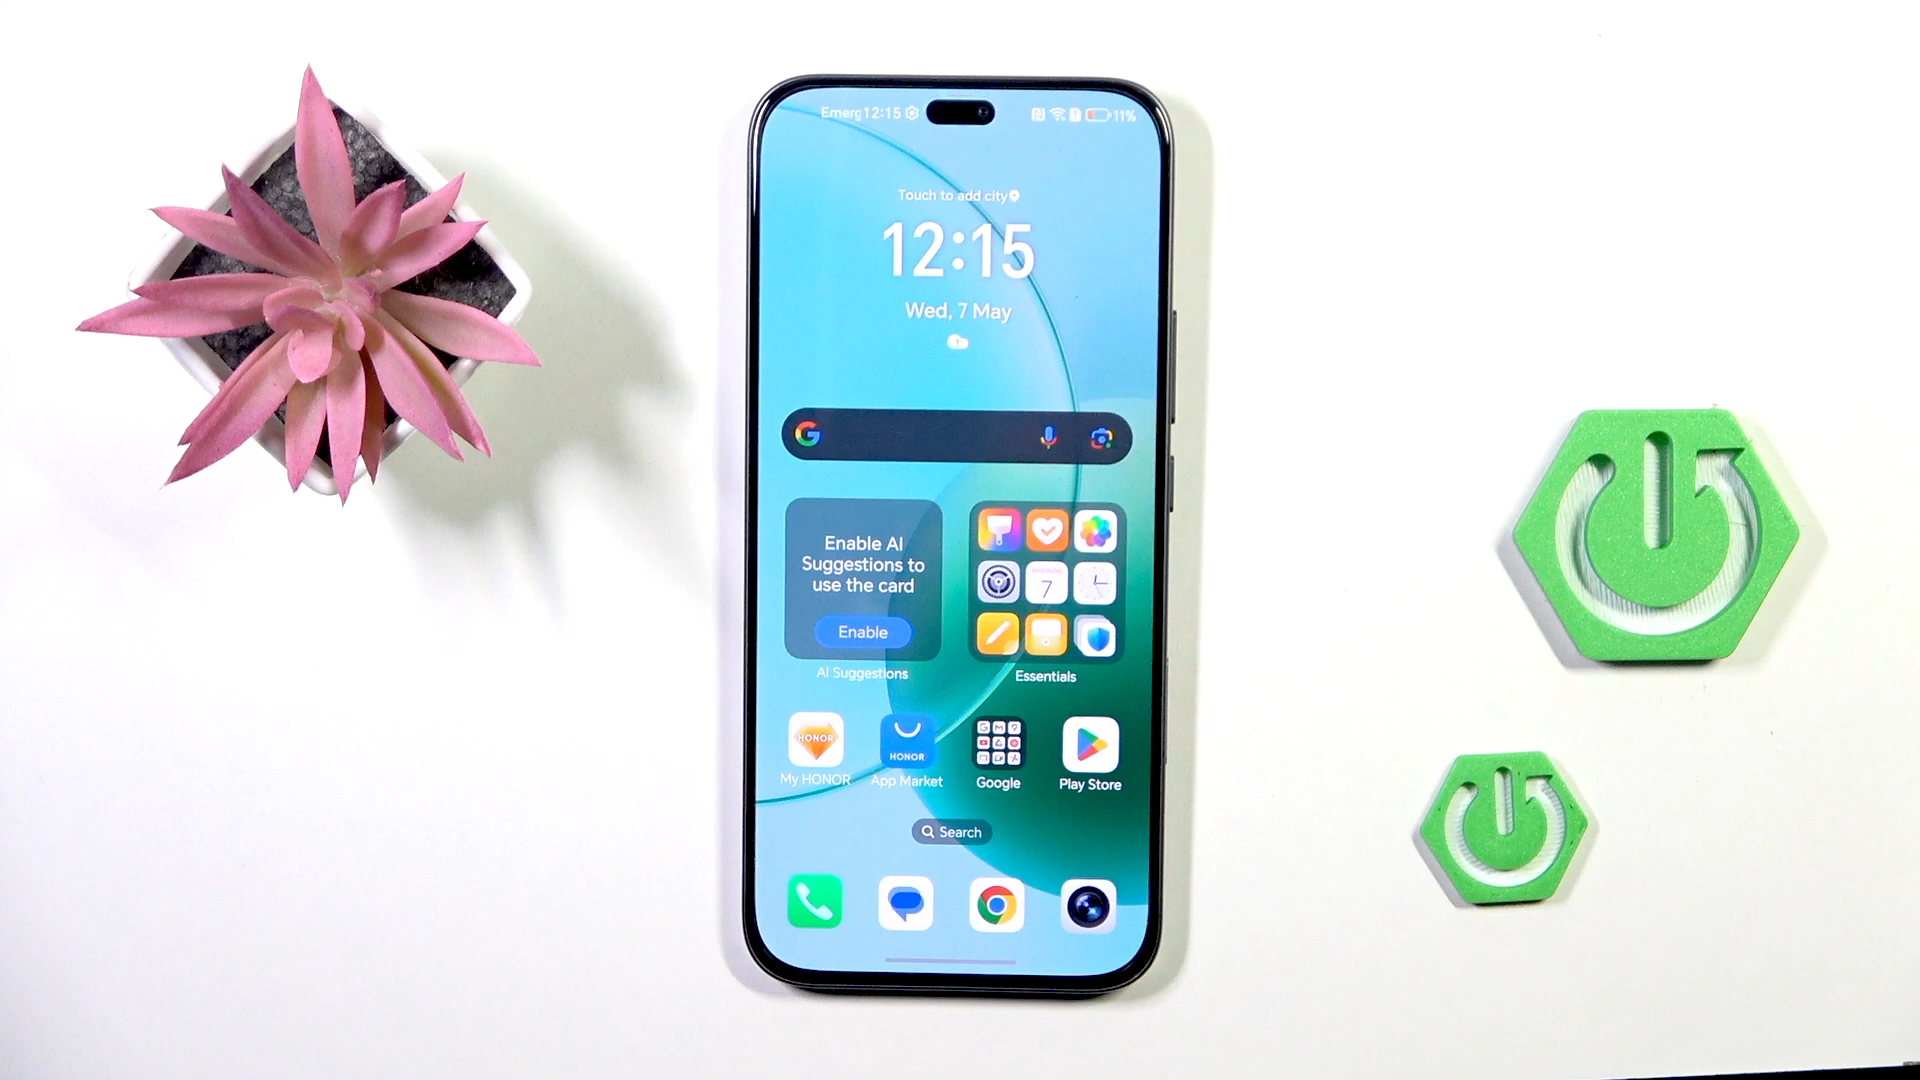 Emerg 12:15
11%
Touch to add city
12:15
Wed, 7 May
Enable AI
Suggestions to
use the card
Enable
7
AI Suggestions
Essentials
HONOR
HONOR
My HONOR
App Market
Google
Play Store
Search